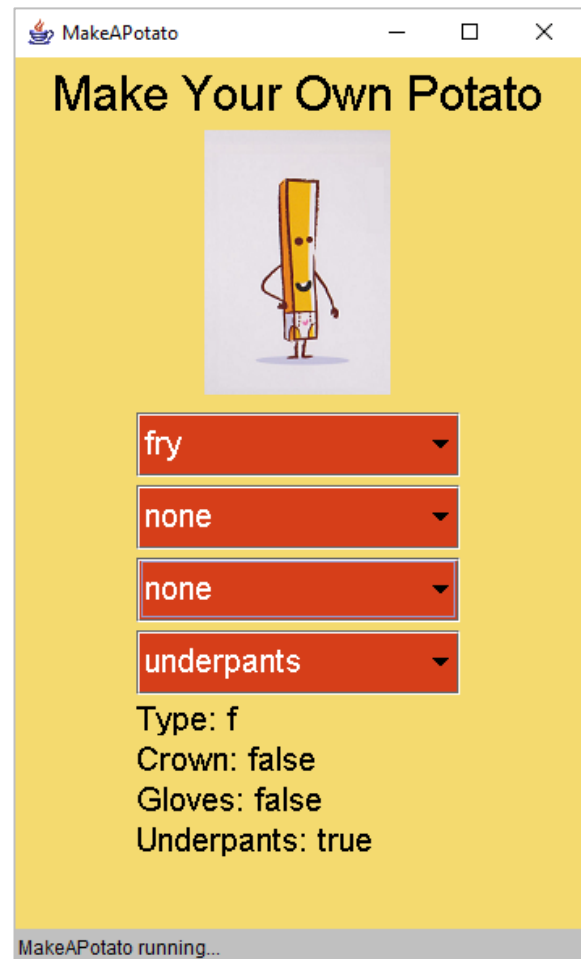 MakeAPotato
Make Your Own Potato
fry
none
none
underpants
Type: f
Crown: false
Gloves: false
Underpants: true
MakeAPotato running...